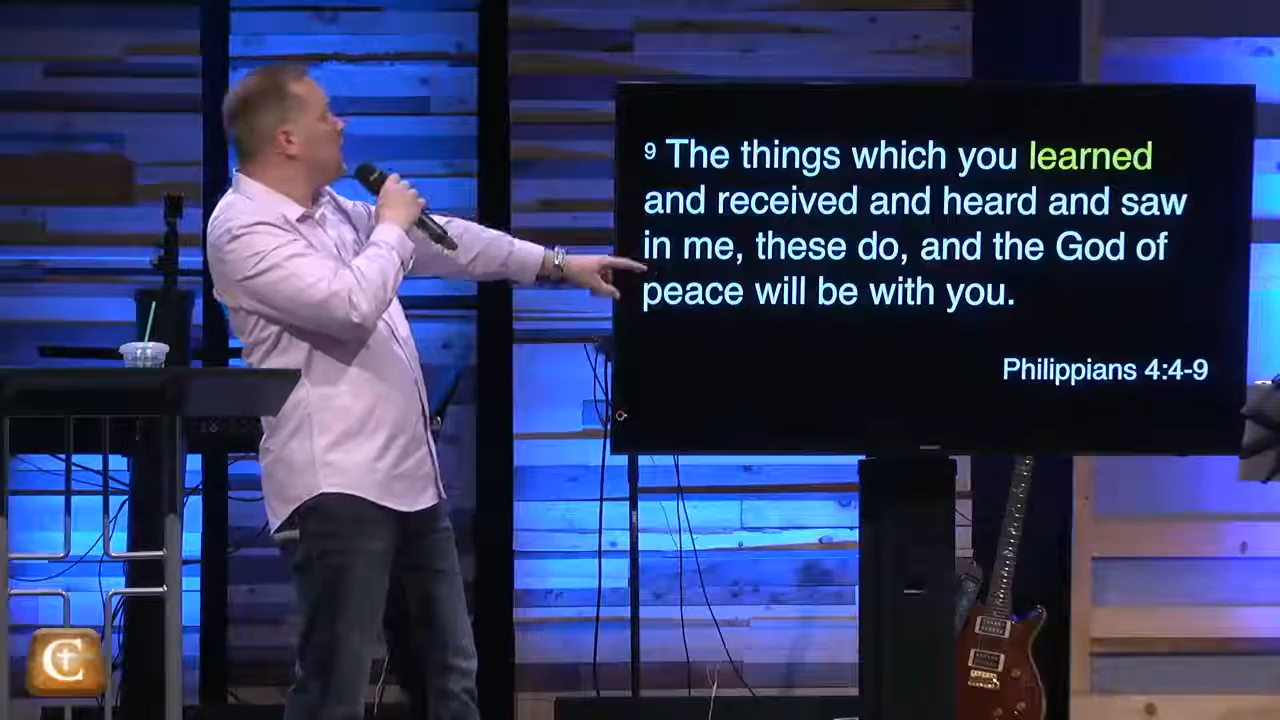 9 The things which you learned
and received and heard and saw
in me, these do, and the God of
peace will be with you.
Philippians 4:4-9
C